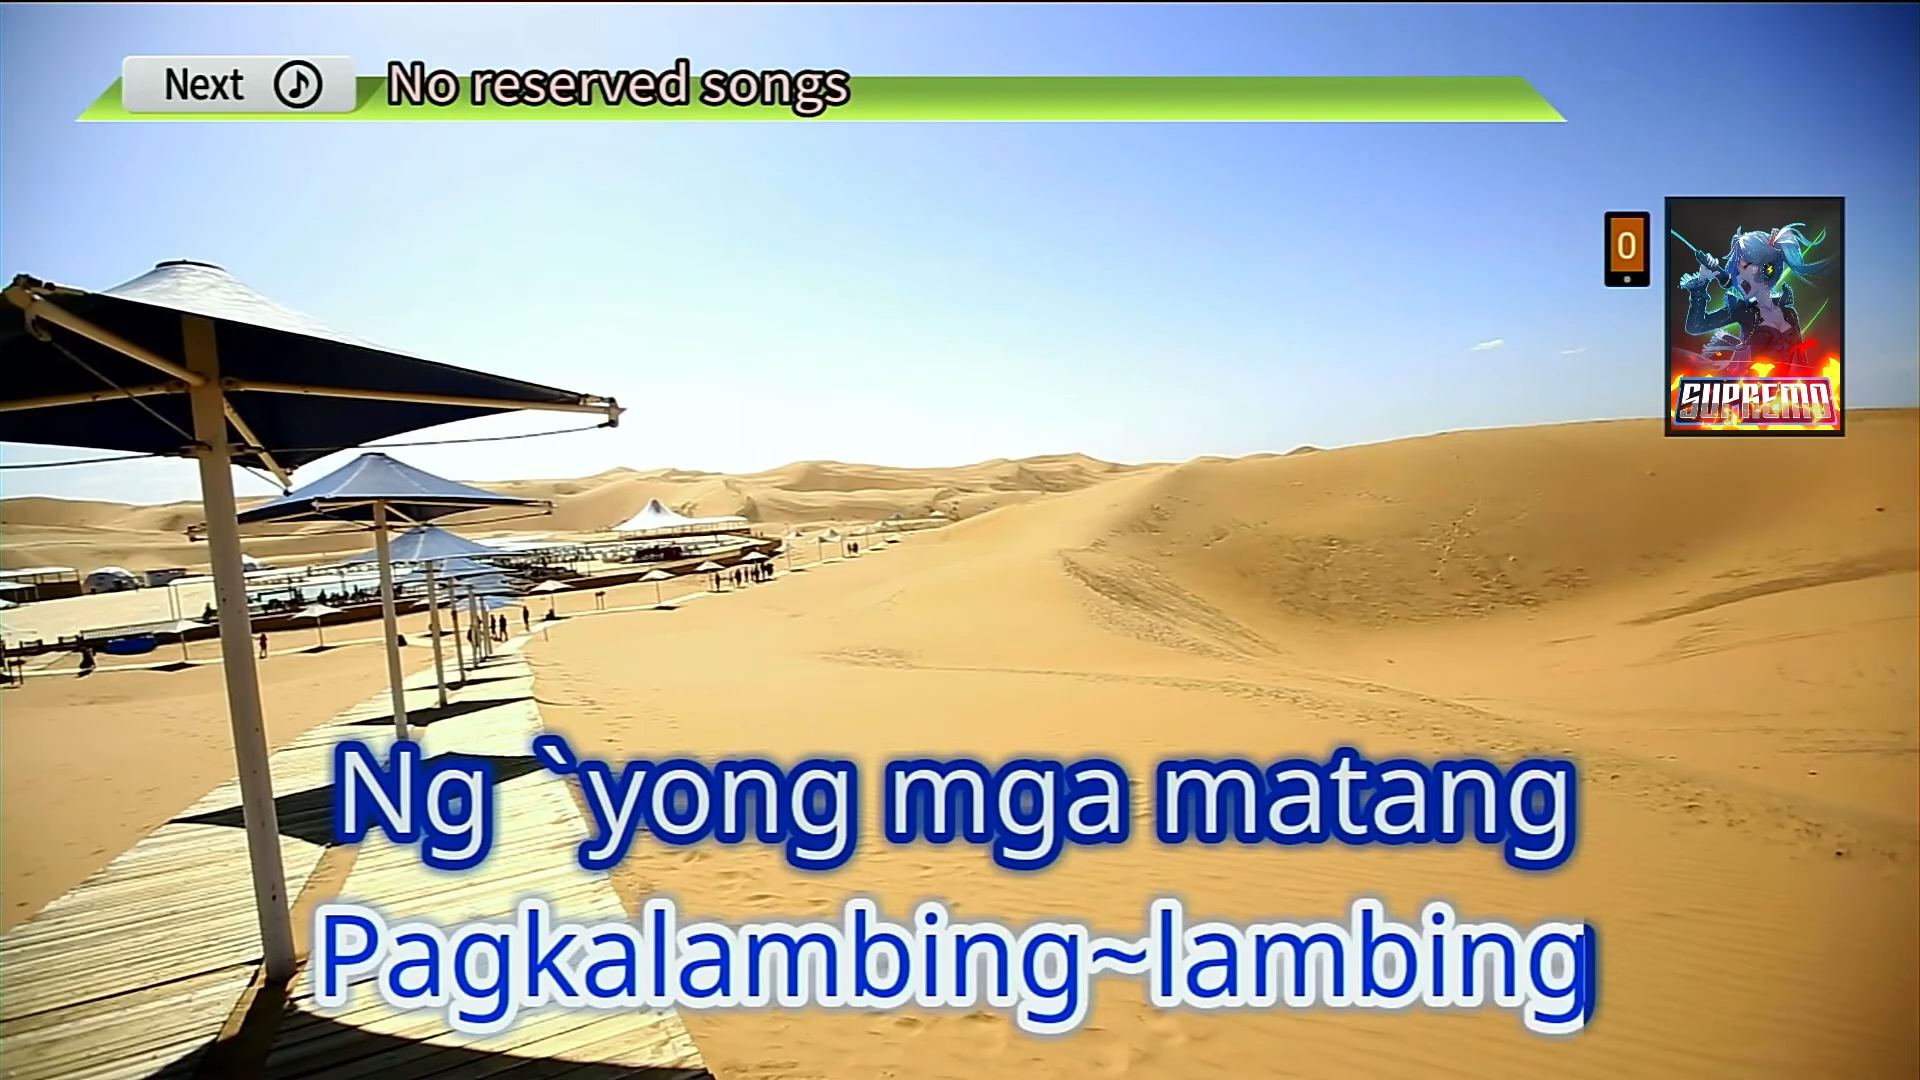 Next No reserved songs
0
SUPREMO
Ng `yong mga matang
Pagkalambing~lambing